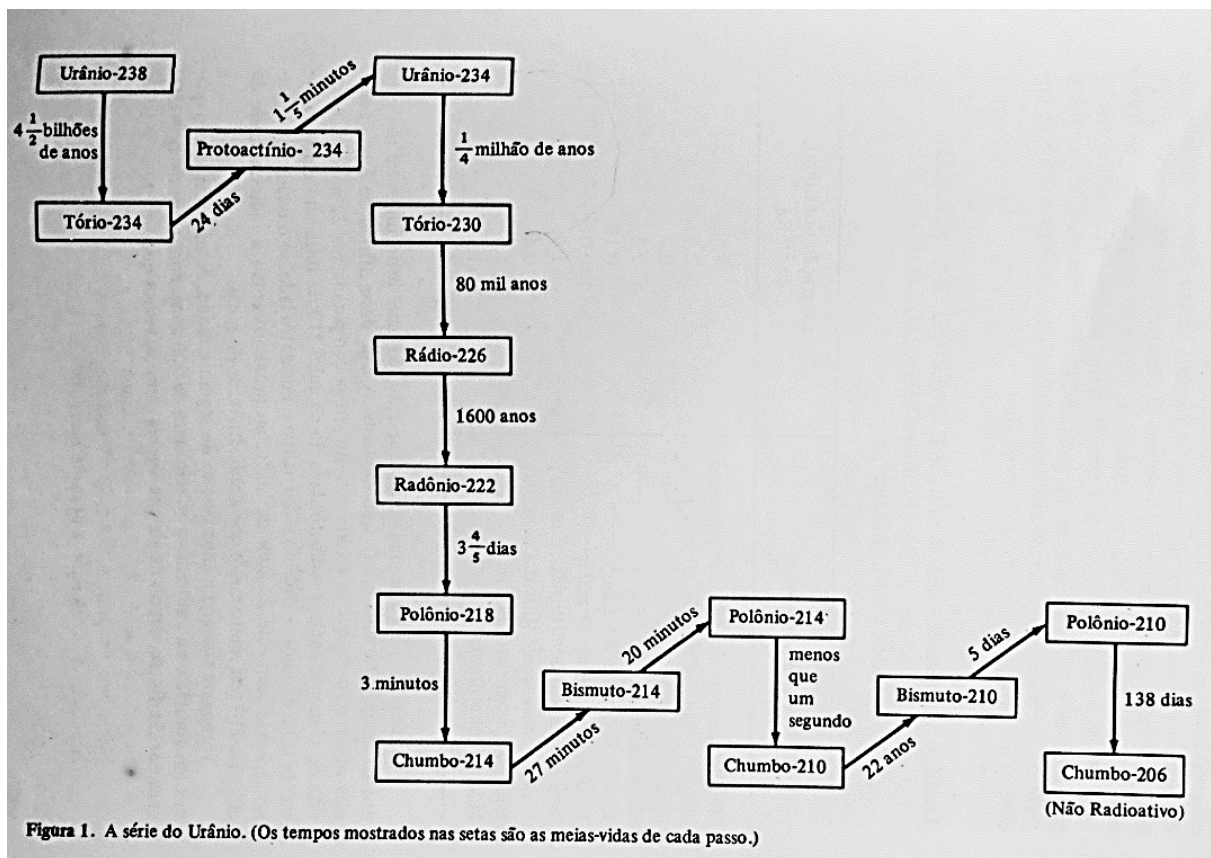 Urânio-238
4 1/2 bilhões
de anos
Tório-234
24 dias
Protoactínio- 234
1 1/5 minutos
Urânio-234
1/4 milhão de anos
Tório-230
80 mil anos
Rádio-226
1600 anos
Radônio-222
3 4/5 dias
Polônio-218
3 minutos
Chumbo-214
27 minutos
Bismuto-214
20 minutos
Polônio-214
menos
que
um
segundo
Chumbo-210
22 anos
Bismuto-210
5 dias
Polônio-210
138 dias
Chumbo-206
(Não Radioativo)
Figura 1. A série do Urânio. (Os tempos mostrados nas setas são as meias-vidas de cada passo.)